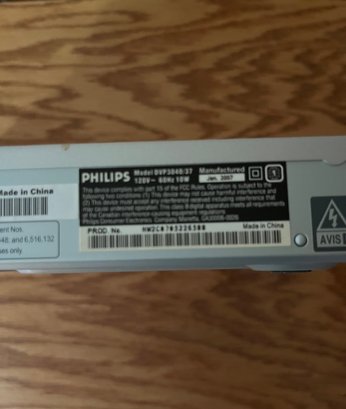 Made in China
ent Nos.
and 6,516,132
es only
PHILIPS
Model DVP3840/37
120V~ 60Hz 10W
Manufactured
Jan. 2007
1
This device complies with part 15 of the FCC Rules. Operation is subject to the
following two conditions: (1) This device may not cause harmful interference and
(2) This device must accept any interference received including interference that
may cause undesired operation. This class B digital apparatus meets all requirements
of the Canadian interference-causing equipment regulations.
Philips Consumer Electronics Company Marietta, GA30006-0026
PROD. No.
Made in China
AVIS